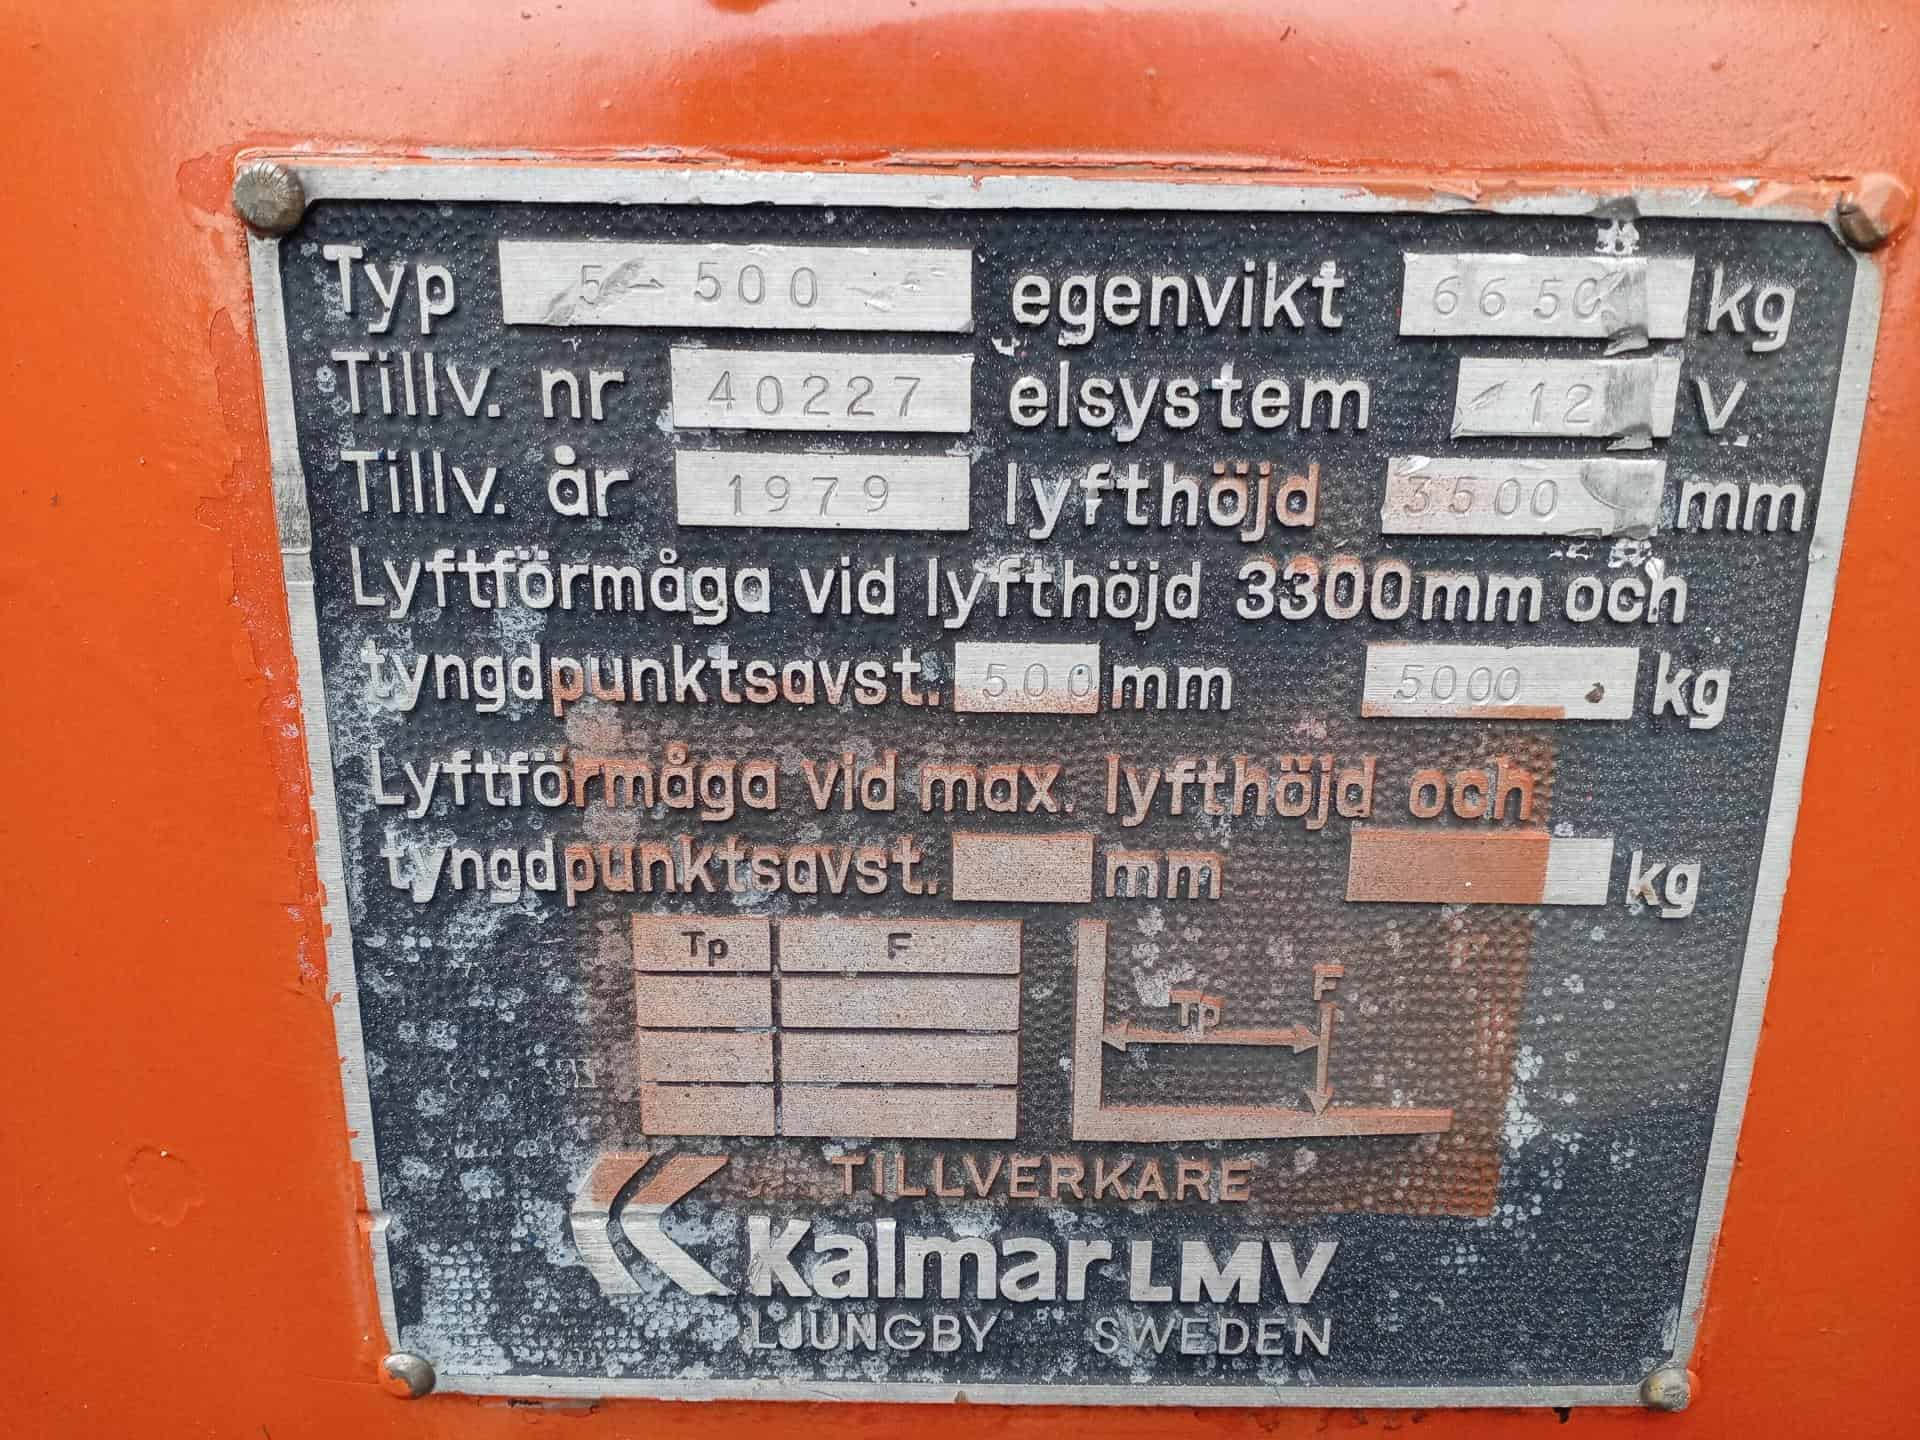 Typ 5-500 egenvikt 6650 kg
Tillv. nr 40227 elsystem 12 V
Tillv. år 1979 lyfthöjd 3500 mm
Lyftförmåga vid lyfthöjd 3300mm och
tyngdpunktsavst. 500 mm 5000 kg
Lyftförmåga vid max. lyfthöjd och
tyngdpunktsavst. mm kg
Tp F
F
Tp
TILLVERKARE
Kalmar LMV
LJUNGBY SWEDEN